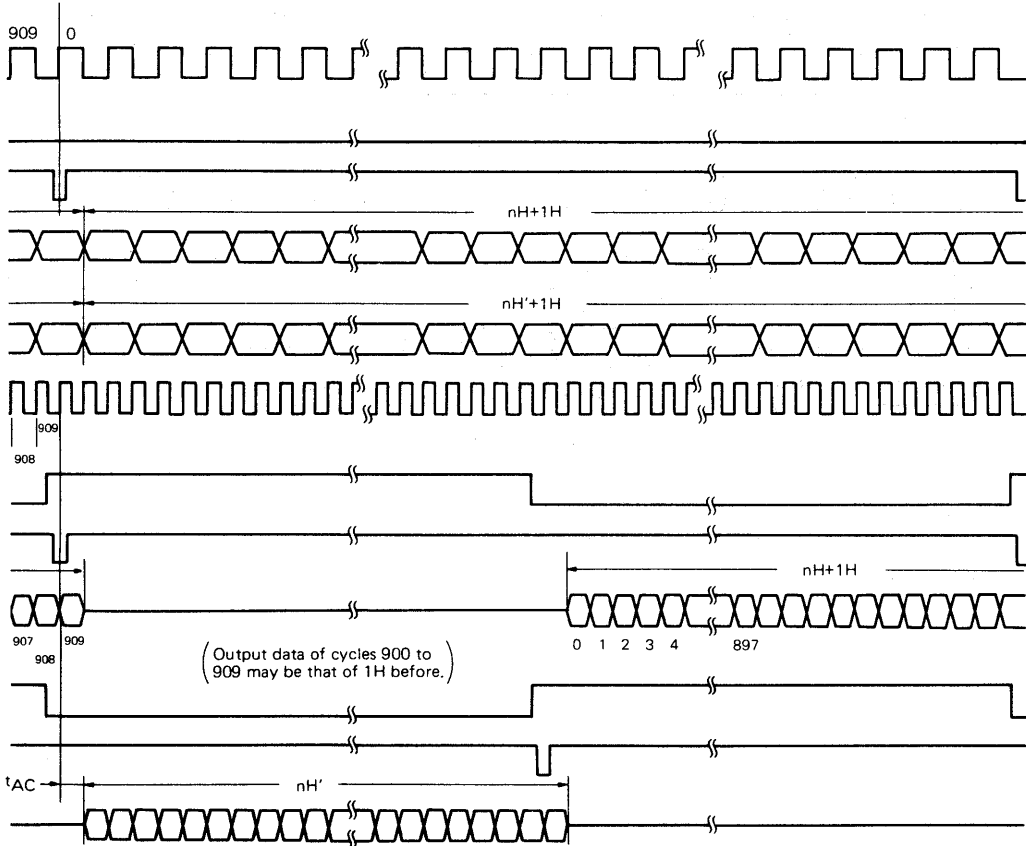 909 0
nH+1H
nH'+1H
909
908
nH+1H
907 909 0 1 2 3 4 897
908
(Output data of cycles 900 to
909 may be that of 1H before.)
tAC nH'